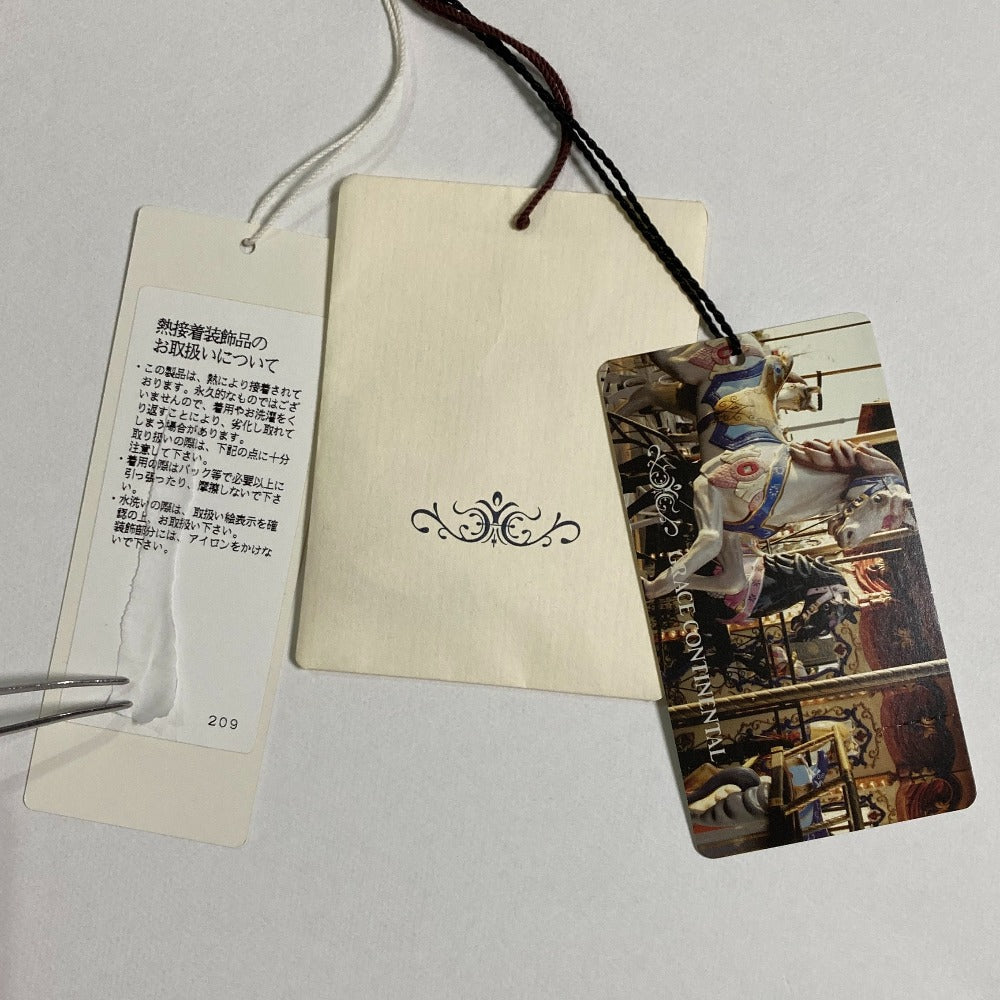 熱接着装飾品の
お取扱いについて
・この製品は、熱により接着されて
おります。永久的なものではござ
いませんので、着用やお洗濯をく
り返すことにより、劣化し取れて
しまう場合があります。
取り扱いの際は、下記の点に十分
注意して下さい。
・着用の際はバック等で必要以上に
引っ張ったり、摩擦しないで下さ
い。
・水洗いの際は、取扱い絵表示を確
認の上、お取扱い下さい。
装飾部分には、アイロンをかけな
いで下さい。
209
GRACE CONTINENTAL